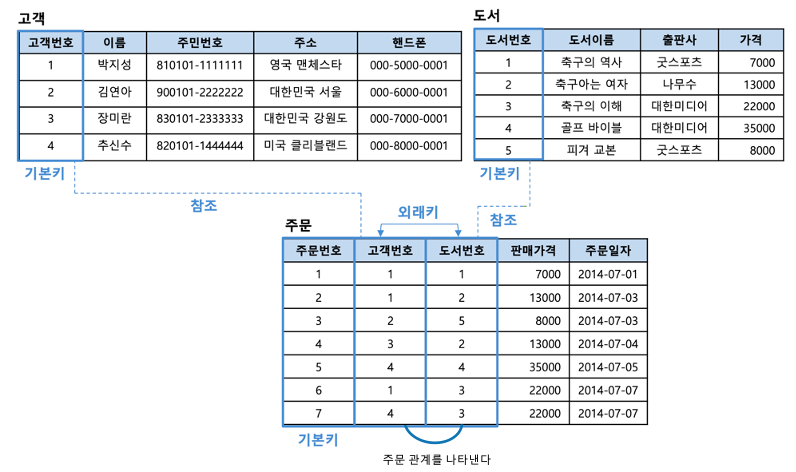 고객
고객번호 이름 주민번호 주소 핸드폰
1 박지성 810101-1111111 영국 맨체스타 000-5000-0001
2 김연아 900101-2222222 대한민국 서울 000-6000-0001
3 장미란 830101-2333333 대한민국 강원도 000-7000-0001
4 추신수 820101-1444444 미국 클리블랜드 000-8000-0001
기본키
도서
도서번호 도서이름 출판사 가격
1 축구의 역사 굿스포츠 7000
2 축구아는 여자 나무수 13000
3 축구의 이해 대한미디어 22000
4 골프 바이블 대한미디어 35000
5 피겨 교본 굿스포츠 8000
기본키
참조
외래키
참조
주문
주문번호 고객번호 도서번호 판매가격 주문일자
1 1 1 7000 2014-07-01
2 1 2 13000 2014-07-03
3 2 5 8000 2014-07-03
4 3 2 13000 2014-07-04
5 4 4 35000 2014-07-05
6 1 3 22000 2014-07-07
7 4 3 22000 2014-07-07
기본키
주문 관계를 나타낸다